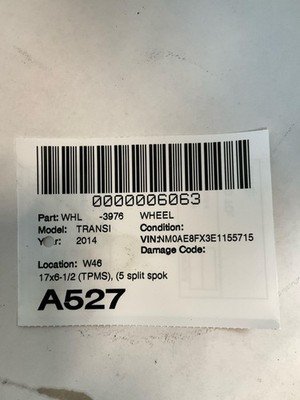 0000006063
Part: WHL -3976 WHEEL
Model: TRANSI Condition:
Year: 2014 VIN:NM0AE8FX3E1155715
Damage Code:
Location: W46
17x6-1/2 (TPMS), (5 split spok
A527